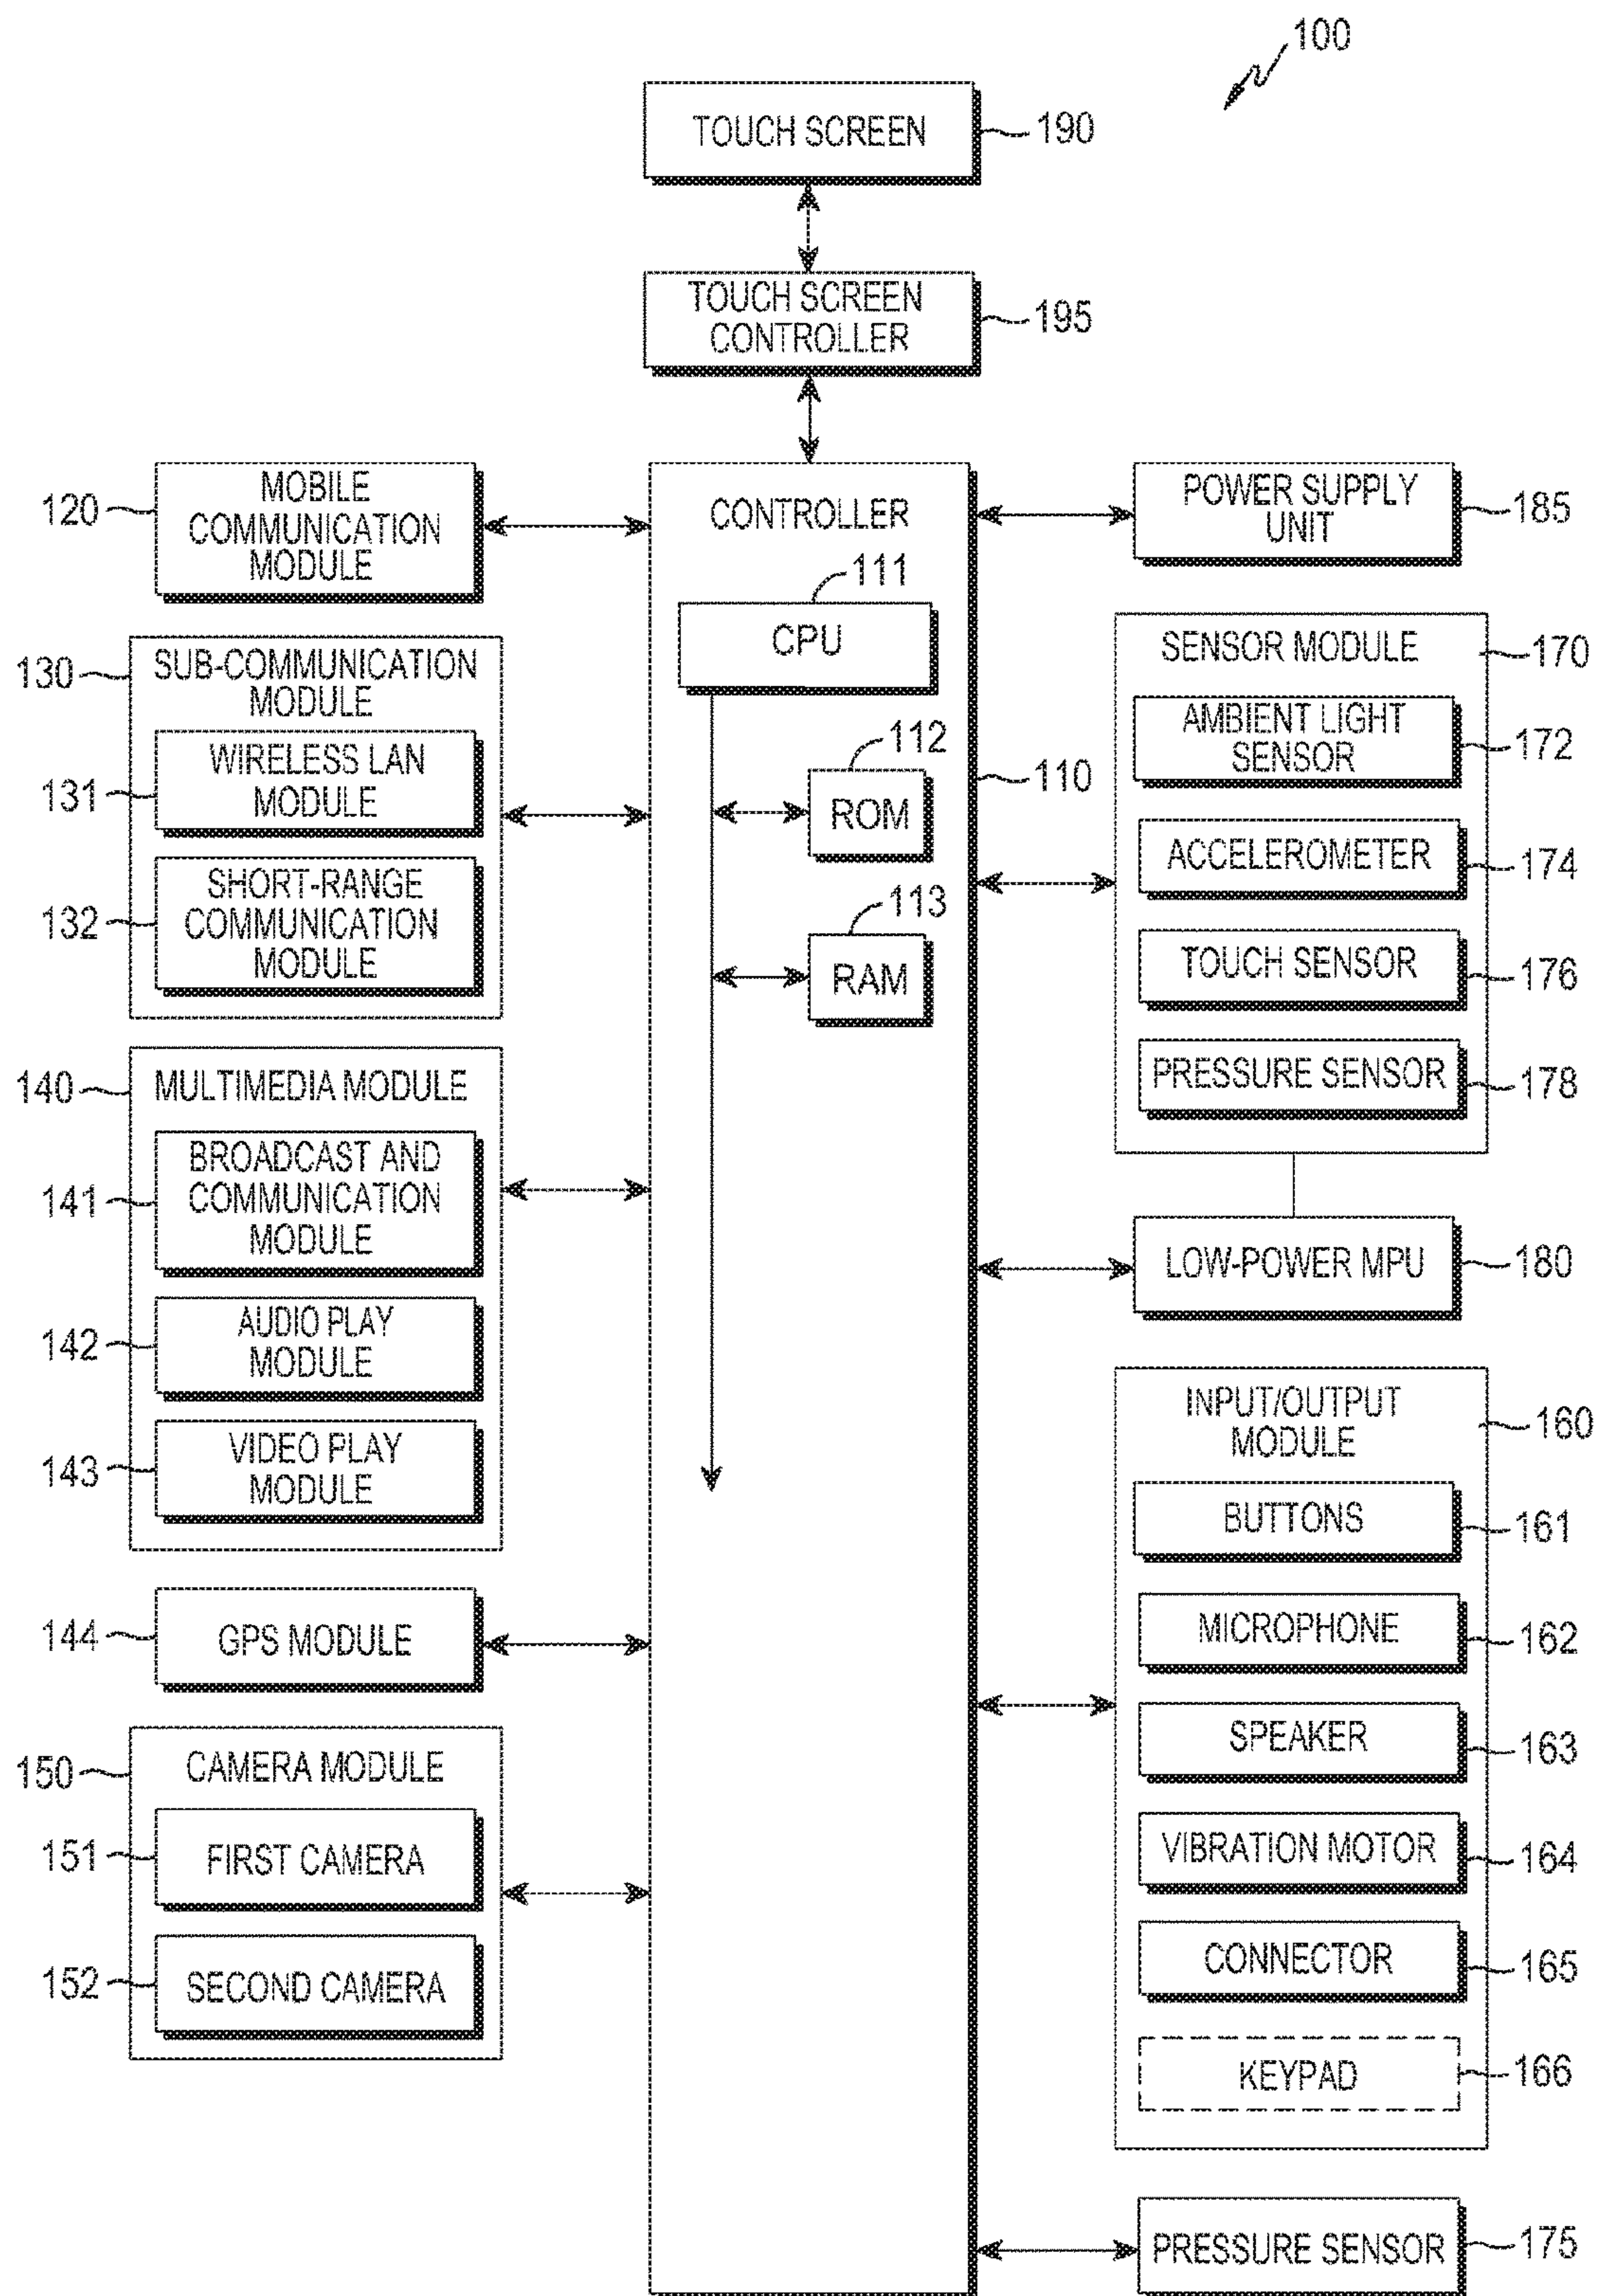 100
TOUCH SCREEN
190
TOUCH SCREEN
CONTROLLER
195
120
MOBILE
COMMUNICATION
MODULE
130
SUB-COMMUNICATION
MODULE
131
WIRELESS LAN
MODULE
132
SHORT-RANGE
COMMUNICATION
MODULE
140
MULTIMEDIA MODULE
141
BROADCAST AND
COMMUNICATION
MODULE
142
AUDIO PLAY
MODULE
143
VIDEO PLAY
MODULE
144
GPS MODULE
150
CAMERA MODULE
151
FIRST CAMERA
152
SECOND CAMERA
CONTROLLER
111
CPU
112
ROM
110
113
RAM
POWER SUPPLY
UNIT
185
SENSOR MODULE
170
AMBIENT LIGHT
SENSOR
172
ACCELEROMETER
174
TOUCH SENSOR
176
PRESSURE SENSOR
178
LOW-POWER MPU
180
INPUT/OUTPUT
MODULE
160
BUTTONS
161
MICROPHONE
162
SPEAKER
163
VIBRATION MOTOR
164
CONNECTOR
165
KEYPAD
166
PRESSURE SENSOR
175